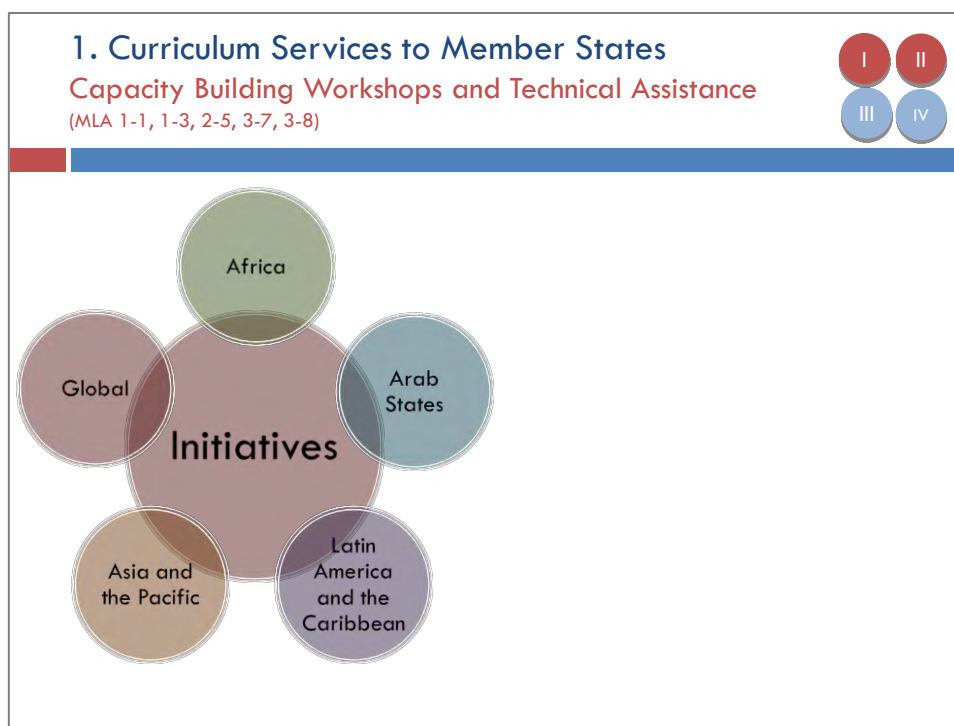 1. Curriculum Services to Member States
Capacity Building Workshops and Technical Assistance
(MLA 1-1, 1-3, 2-5, 3-7, 3-8)
I
II
III
IV
Africa
Global
Arab
States
Initiatives
Asia and
the Pacific
Latin
America
and the
Caribbean